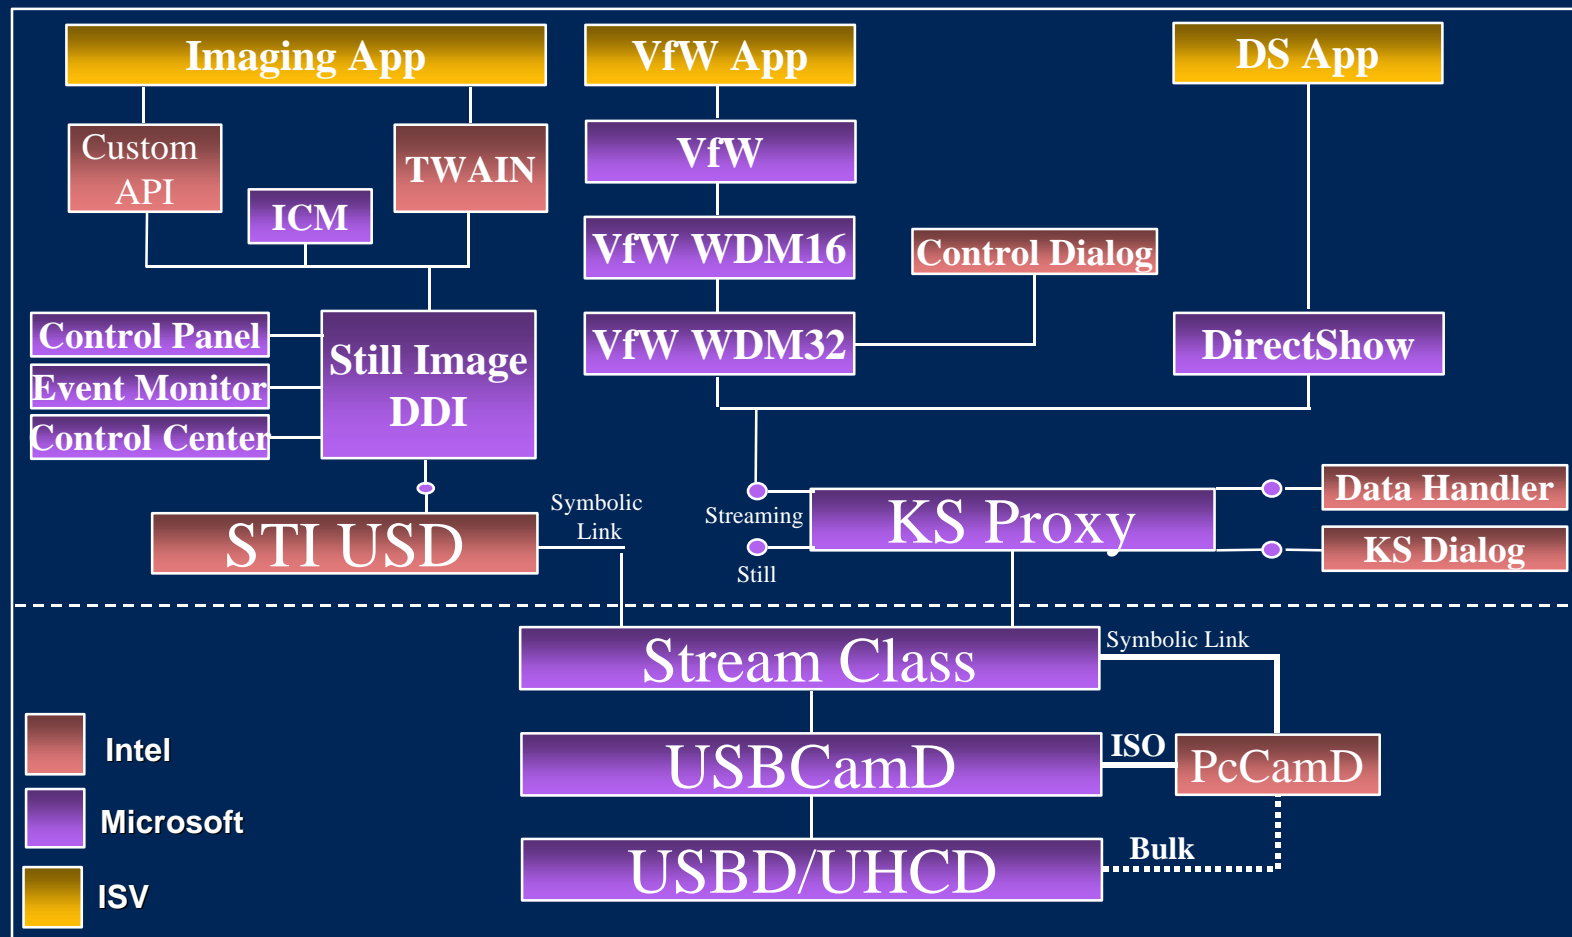 Imaging App
VfW App
DS App
Custom
API
TWAIN
VfW
ICM
VfW WDM16
Control Dialog
Control Panel
Event Monitor
Control Center
Still Image
DDI
VfW WDM32
DirectShow
Symbolic
Link
Streaming
Still
KS Proxy
Data Handler
KS Dialog
STI USD
Stream Class
Symbolic Link
USBCamD
ISO
PcCamD
USBD/UHCD
Bulk
Intel
Microsoft
ISV